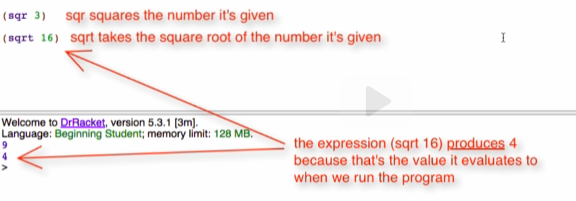 (sqr 3) sqr squares the number it's given
(sqrt 16) sqrt takes the square root of the number it's given
Welcome to DrRacket, version 5.3.1 [3m].
Language: Beginning Student; memory limit: 128 MB.
9
4
>
the expression (sqrt 16) produces 4
because that's the value it evaluates to
when we run the program